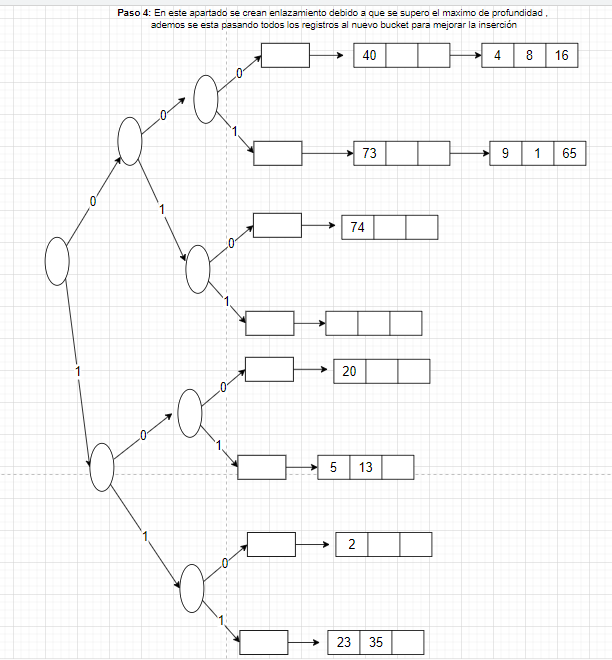 Paso 4: En este apartado se crean enlazamiento debido a que se supero el maximo de profundidad ,
ademos se esta pasando todos los registros al nuevo bucket para mejorar la inserción
0 40 4 8 16
0
1 73 9 1 65
0
1
0 74
1
1
0 20
0
1 5 13
1
0 2
1 23 35